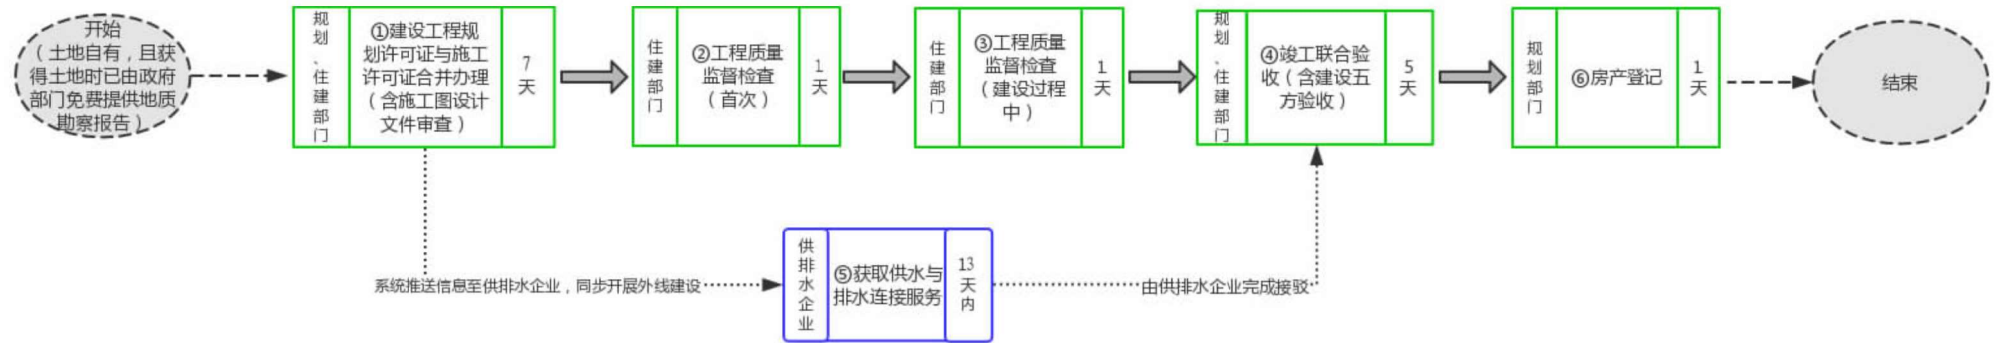 开始
（土地自有，且获
得土地时已由政府
部门免费提供地质
勘察报告）
规划、住建部门
①建设工程规
划许可证与施工
许可证合并办理
（含施工图设计
文件审查）
7天
住建部门
②工程质量
监督检查
（首次）
1天
住建部门
③工程质量
监督检查
（建设过程
中）
1天
规划、住建部门
④竣工联合验
收（含建设五
方验收）
5天
规划部门
⑥房产登记
1天
结束
系统推送信息至供排水企业，同步开展外线建设
供排水企业
⑤获取供水与
排水连接服务
13天内
由供排水企业完成接驳